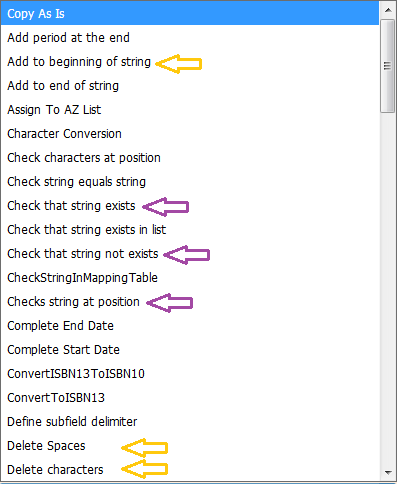 Copy As Is
Add period at the end
Add to beginning of string
Add to end of string
Assign To AZ List
Character Conversion
Check characters at position
Check string equals string
Check that string exists
Check that string exists in list
Check that string not exists
CheckStringInMappingTable
Checks string at position
Complete End Date
Complete Start Date
ConvertISBN13ToISBN10
ConvertToISBN13
Define subfield delimiter
Delete Spaces
Delete characters